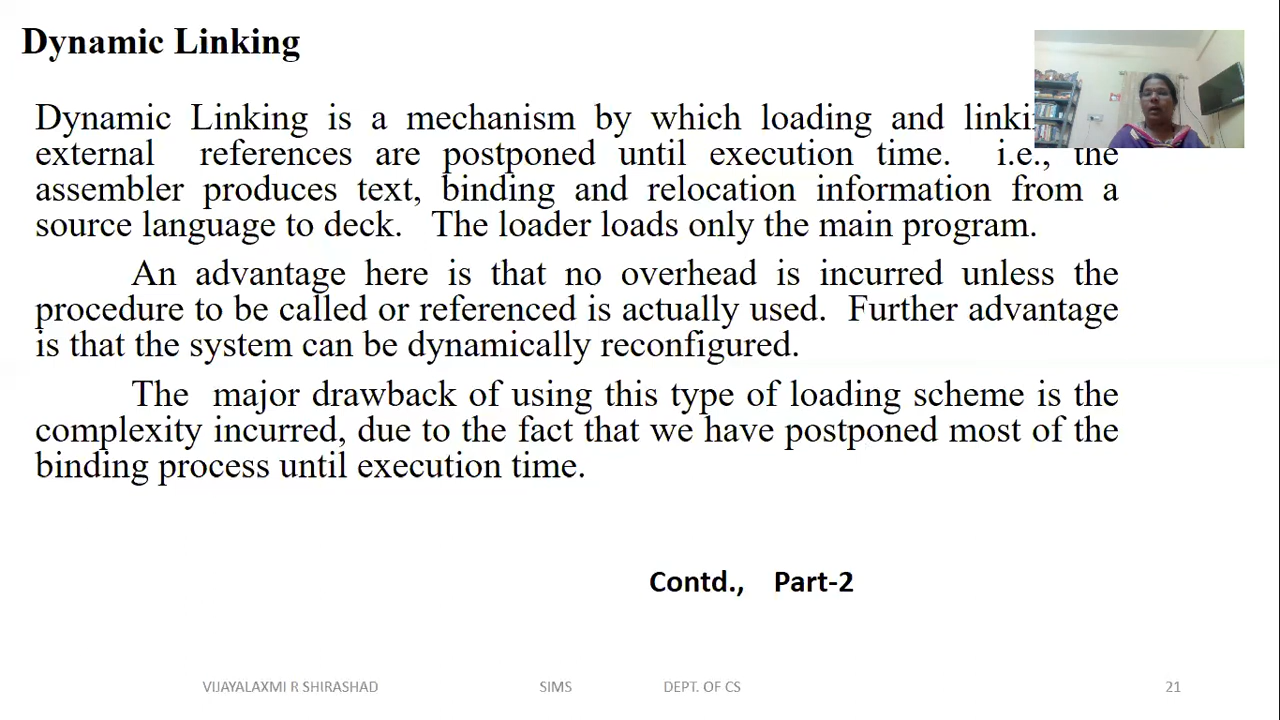 Dynamic Linking
Dynamic Linking is a mechanism by which loading and
external references are postponed until execution time. i.e., the
assembler produces text, binding and relocation information from a
source language to deck. The loader loads only the main program.
An advantage here is that no overhead is incurred unless the
procedure to be called or referenced is actually used. Further advantage
is that the system can be dynamically reconfigured.
The major drawback of using this type of loading scheme is the
complexity incurred, due to the fact that we have postponed most of the
binding process until execution time.
Contd., Part-2
VIJAYALAXMI R SHIRASHAD SIMS DEPT. OF CS 21